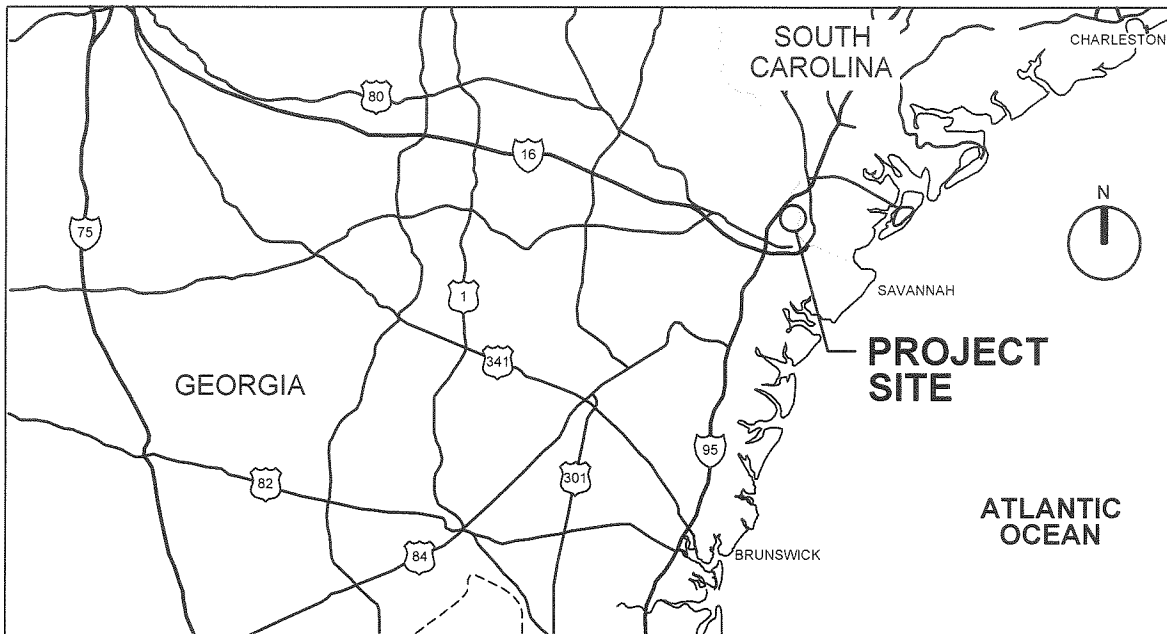 SOUTH
CAROLINA
CHARLESTON
80
16
N
75
SAVANNAH
1
PROJECT
SITE
341
GEORGIA
95
82
301
ATLANTIC
OCEAN
84
BRUNSWICK